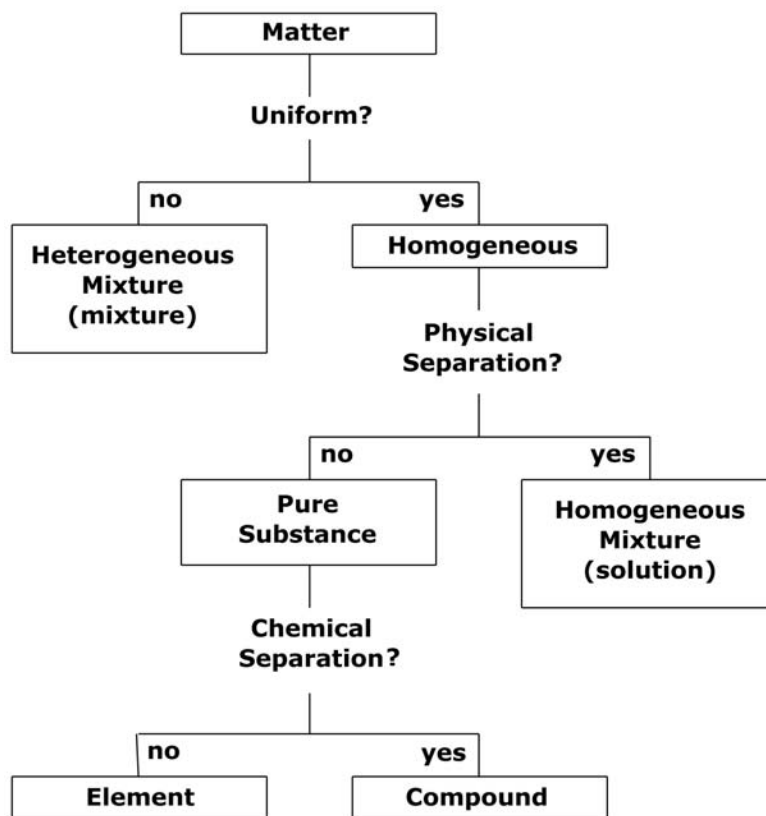 Matter
Uniform?
no
yes
Heterogeneous
Mixture
(mixture)
Homogeneous
Physical
Separation?
no
yes
Pure
Substance
Homogeneous
Mixture
(solution)
Chemical
Separation?
no
yes
Element
Compound